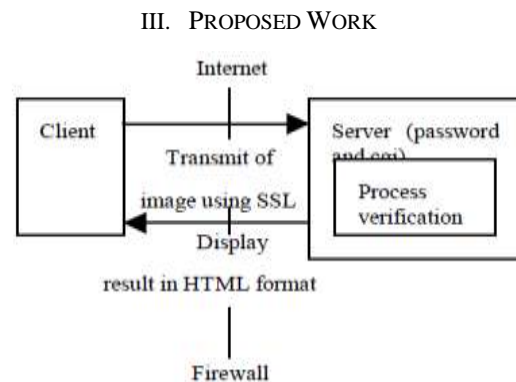 III. PROPOSED WORK
Internet
Client
Server (password
and cgi)
Transmit of
image using SSL
Process
verification
Display
result in HTML format
Firewall